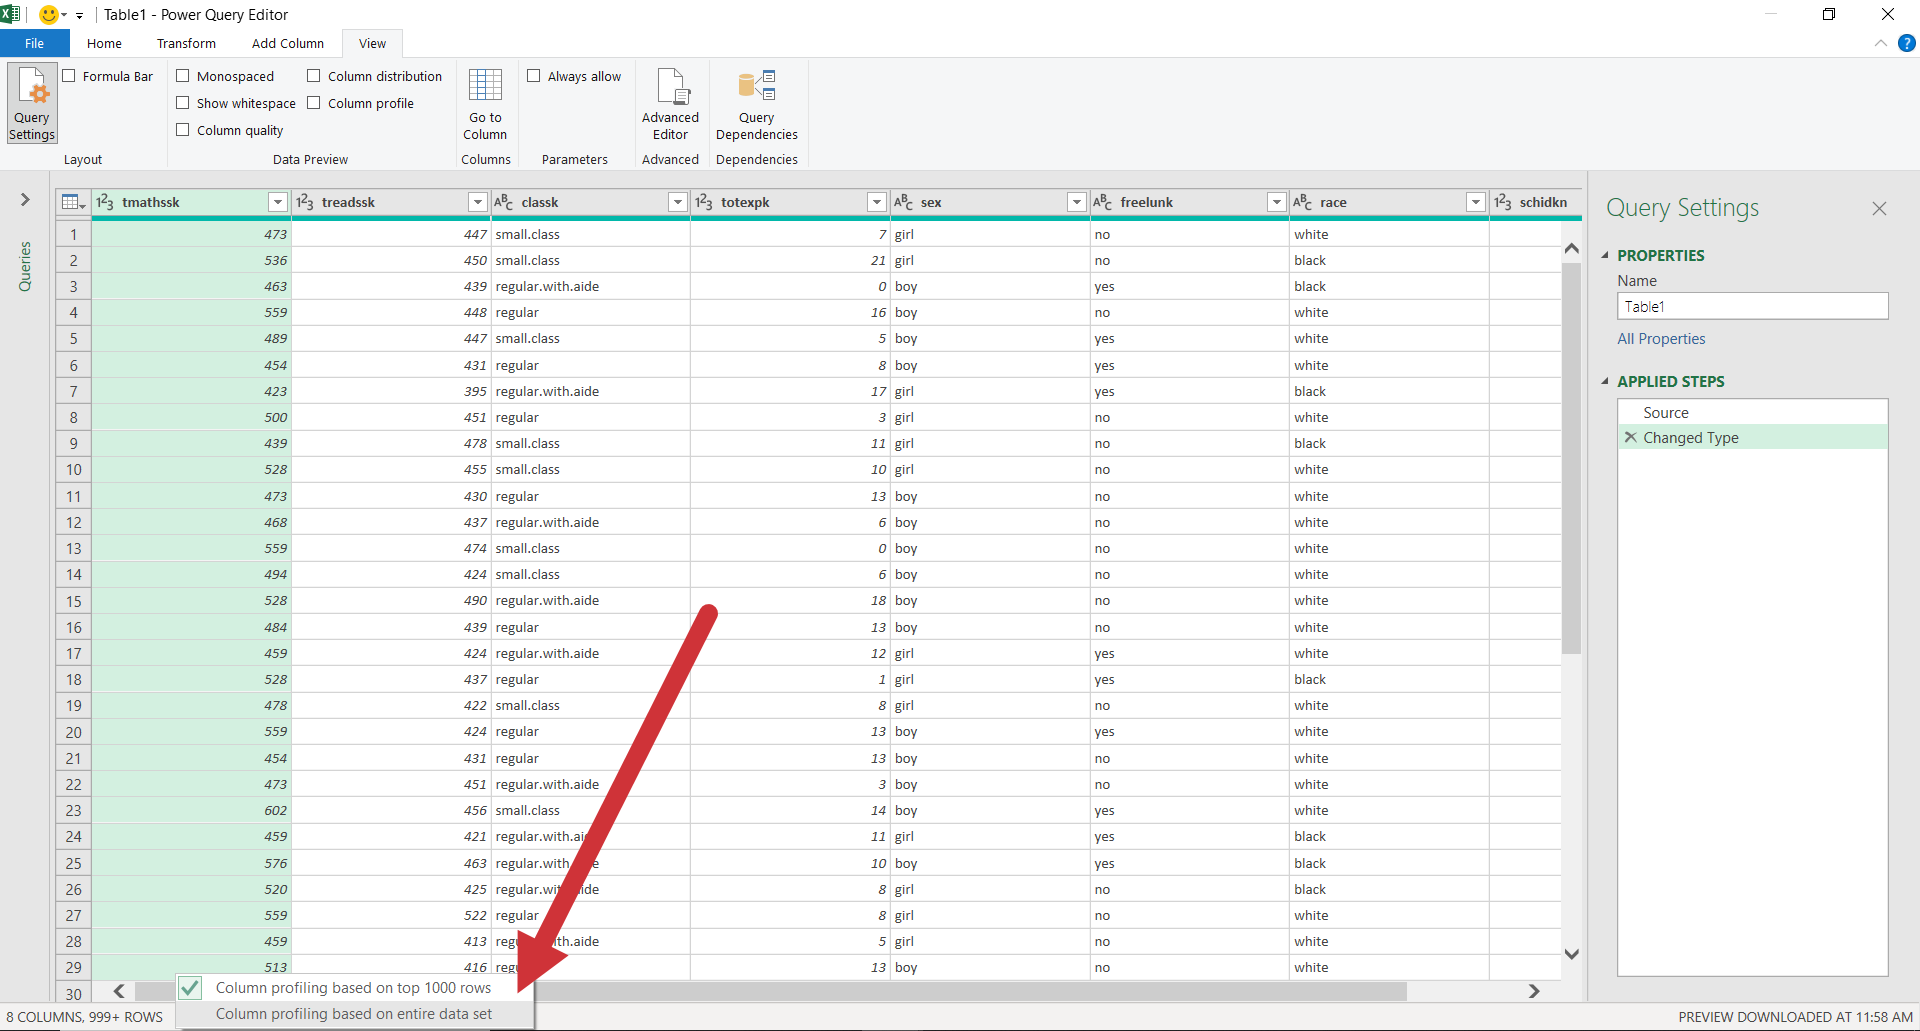 Table1 - Power Query Editor
File Home Transform Add Column View
Query Settings
Formula Bar
Layout
Monospaced
Show whitespace
Column quality
Column distribution
Column profile
Data Preview
Go to Column
Columns
Always allow
Parameters
Advanced Editor
Advanced
Query Dependencies
Dependencies
Queries
tmathssk treadssk classk totexpk sex freelunk race schidkn
1 473 447 small.class 7 girl no white
2 536 450 small.class 21 girl no black
3 463 439 regular.with.aide 0 boy yes black
4 559 448 regular 16 boy no white
5 489 447 small.class 5 boy yes white
6 454 431 regular 8 boy yes white
7 423 395 regular.with.aide 17 girl yes black
8 500 451 regular 3 girl no white
9 439 478 small.class 11 girl no black
10 528 455 small.class 10 girl no white
11 473 430 regular 13 boy no white
12 468 437 regular.with.aide 6 boy no white
13 559 474 small.class 0 boy no white
14 494 424 small.class 6 boy no white
15 528 490 regular.with.aide 18 boy no white
16 484 439 regular 13 boy no white
17 459 424 regular.with.aide 12 girl yes white
18 528 437 regular 1 girl yes black
19 478 422 small.class 8 girl no white
20 559 424 regular 13 boy yes white
21 454 431 regular 13 boy no white
22 473 451 regular.with.aide 3 boy no white
23 602 456 small.class 14 boy yes white
24 459 421 regular.with.aide 11 girl yes black
25 576 463 regular.with.aide 10 boy yes black
26 520 425 regular.with.aide 8 girl no black
27 559 522 regular 8 girl no white
28 459 413 regular.with.aide 5 girl no white
29 513 416 13 boy no white
30
Column profiling based on top 1000 rows
Column profiling based on entire data set
8 COLUMNS, 999+ ROWS
Query Settings
PROPERTIES
Name
Table1
All Properties
APPLIED STEPS
Source
Changed Type
PREVIEW DOWNLOADED AT 11:58 AM